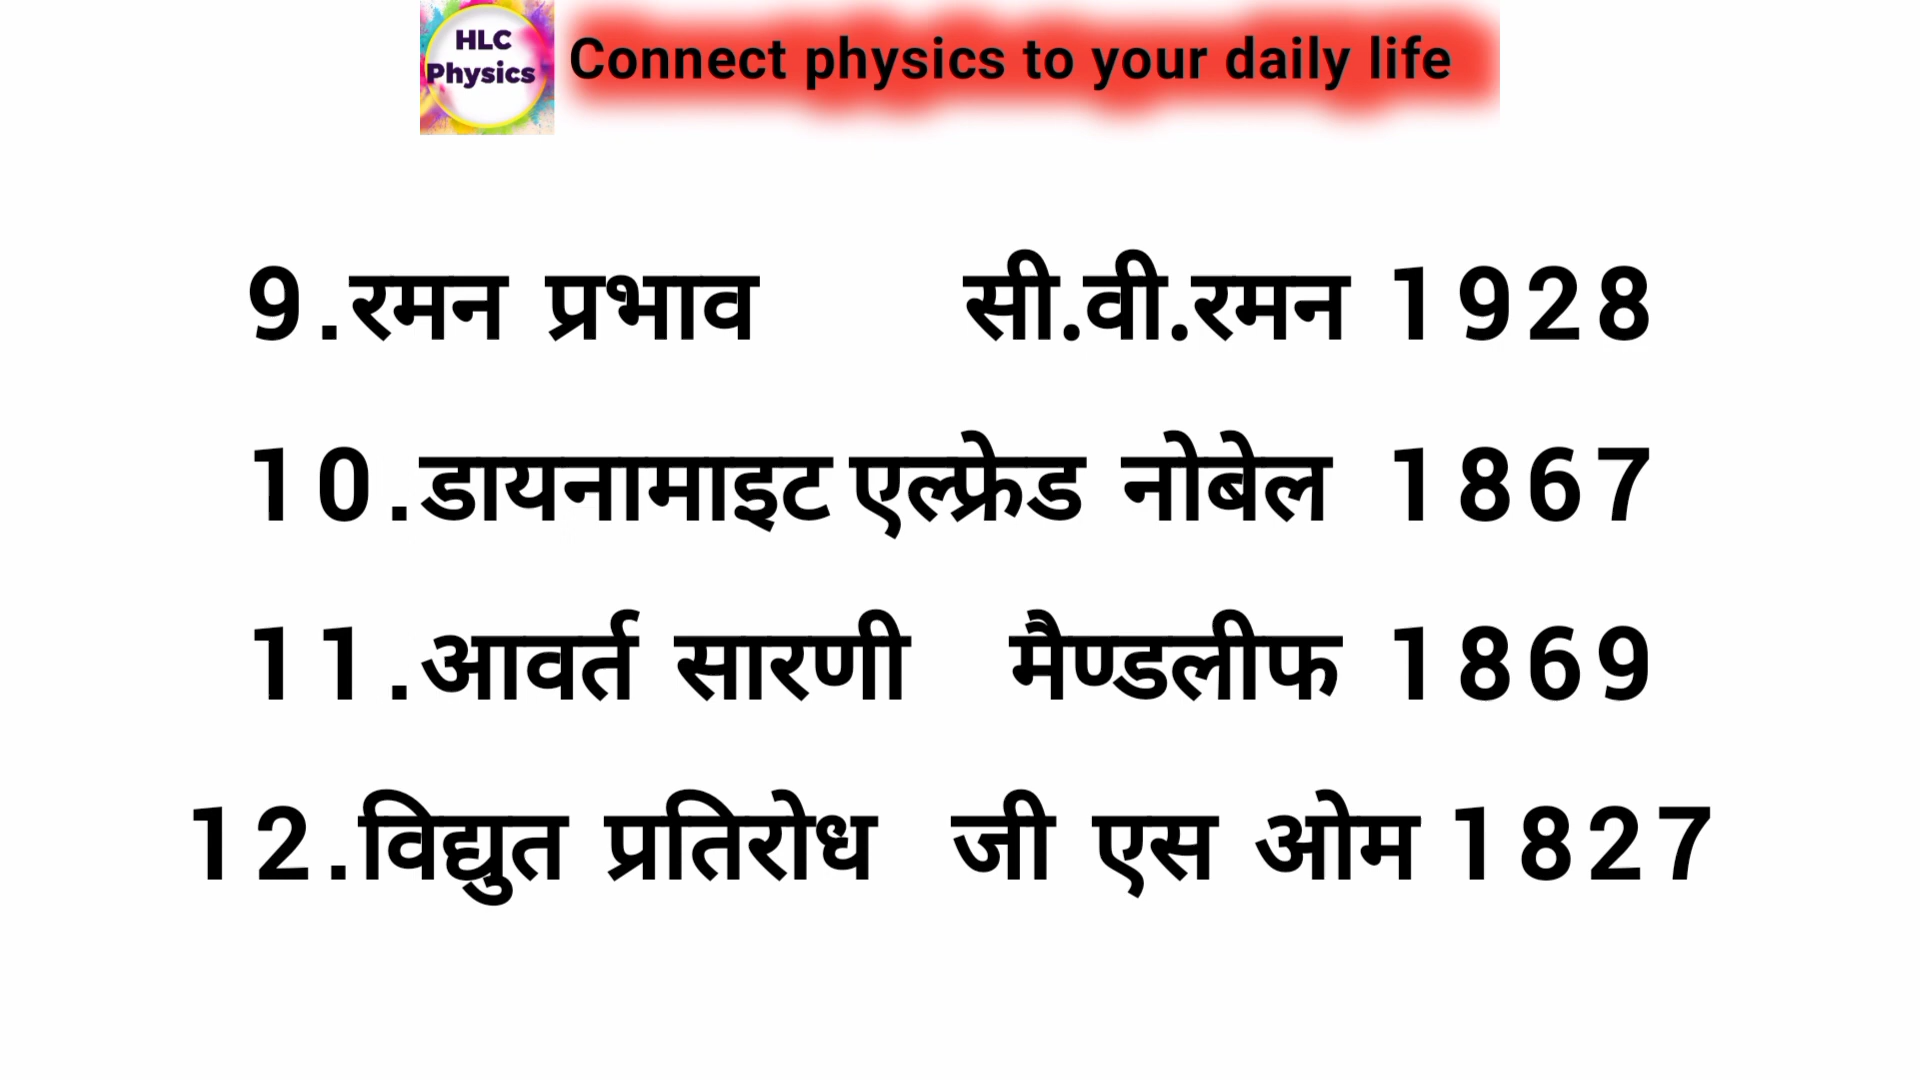 HLC
Physics
Connect physics to your daily life
9.रमन प्रभाव सी.वी.रमन 1928
10.डायनामाइट एल्फ्रेड नोबेल 1867
11.आवर्त सारणी मैण्डलीफ 1869
12.विद्युत प्रतिरोध जी एस ओम 1827